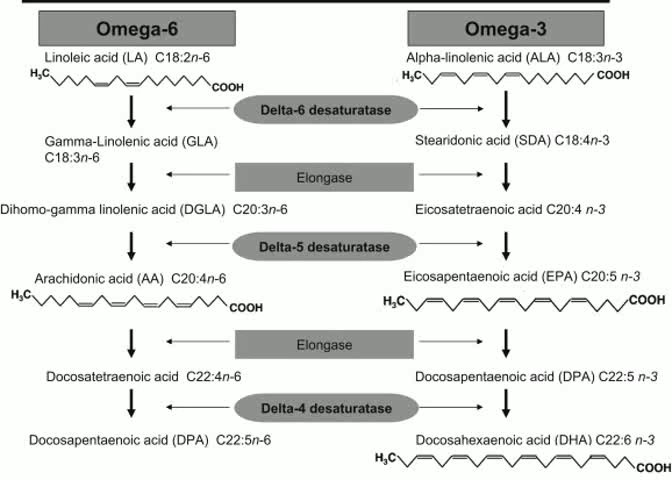 Omega-6 Omega-3
Linoleic acid (LA) C18:2n-6 Alpha-linolenic acid (ALA) C18:3n-3
H₃C COOH H₃C COOH
Delta-6 desaturase
Gamma-Linolenic acid (GLA) Stearidonic acid (SDA) C18:4n-3
C18:3n-6
Elongase
Dihomo-gamma linolenic acid (DGLA) C20:3n-6 Eicosatetraenoic acid C20:4 n-3
Delta-5 desaturase
Arachidonic acid (AA) C20:4n-6 Eicosapentaenoic acid (EPA) C20:5 n-3
H₃C COOH H₃C COOH
Elongase
Docosatetraenoic acid C22:4n-6 Docosapentaenoic acid (DPA) C22:5 n-3
Delta-4 desaturase
Docosapentaenoic acid (DPA) C22:5n-6 Docosahexaenoic acid (DHA) C22:6 n-3
H₃C COOH